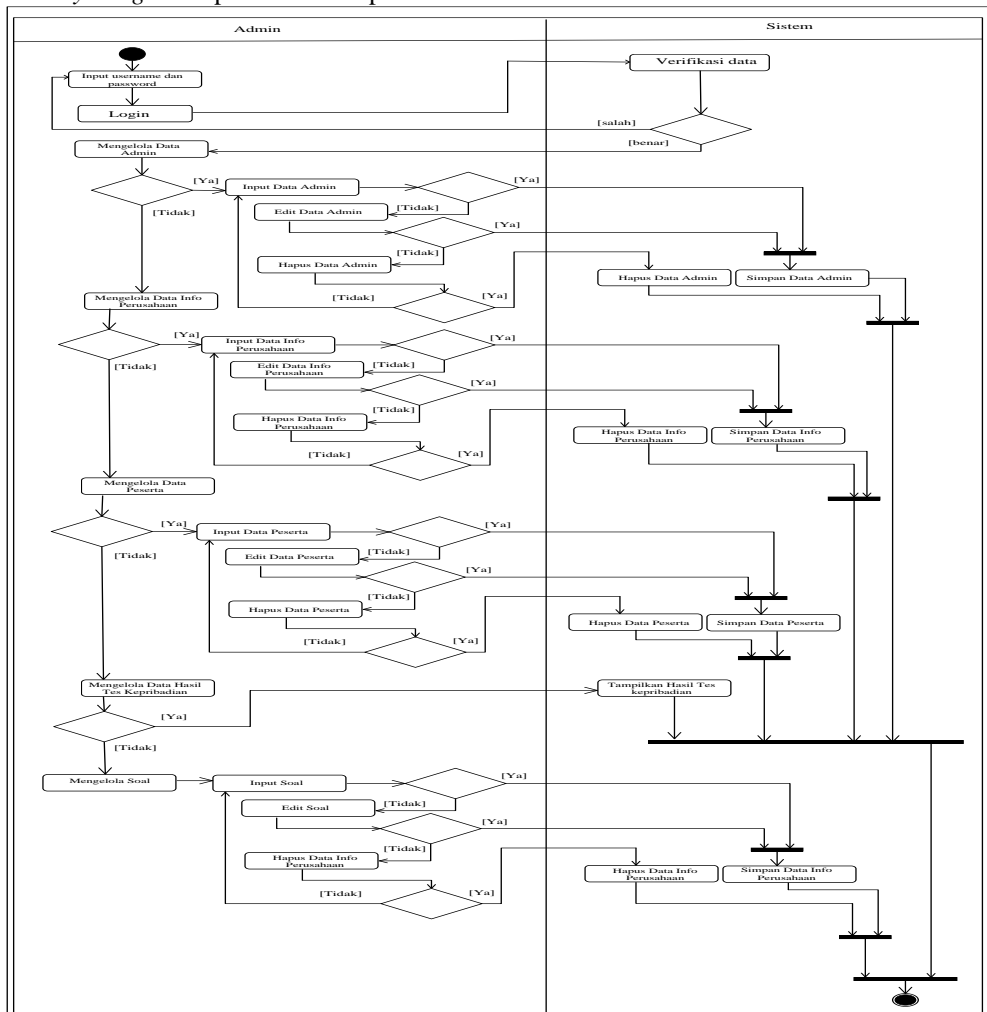 Admin
Sistem
Input username dan
password
Verifikasi data
Login
[salah]
[benar]
Mengelola Data
Admin
[Ya]
Input Data Admin
[Ya]
[Tidak]
[Tidak]
Edit Data Admin
[Ya]
[Tidak]
Hapus Data Admin
Hapus Data Admin
Simpan Data Admin
[Tidak]
[Ya]
Mengelola Data Info
Perusahaan
[Ya]
Input Data Info
Perusahaan
[Ya]
[Tidak]
[Tidak]
Edit Data Info
Perusahaan
[Ya]
[Tidak]
Hapus Data Info
Perusahaan
Hapus Data Info
Perusahaan
Simpan Data Info
Perusahaan
[Tidak]
[Ya]
Mengelola Data
Peserta
[Ya]
Input Data Peserta
[Ya]
[Tidak]
[Tidak]
Edit Data Peserta
[Ya]
[Tidak]
Hapus Data Peserta
Hapus Data Peserta
Simpan Data Peserta
[Tidak]
[Ya]
Mengelola Data Hasil
Tes Kepribadian
Tampilkan Hasil Tes
kepribadian
[Ya]
[Tidak]
Mengelola Soal
Input Soal
[Ya]
[Tidak]
Edit Soal
[Ya]
[Tidak]
Hapus Data Info
Perusahaan
Hapus Data Info
Perusahaan
Simpan Data Info
Perusahaan
[Tidak]
[Ya]